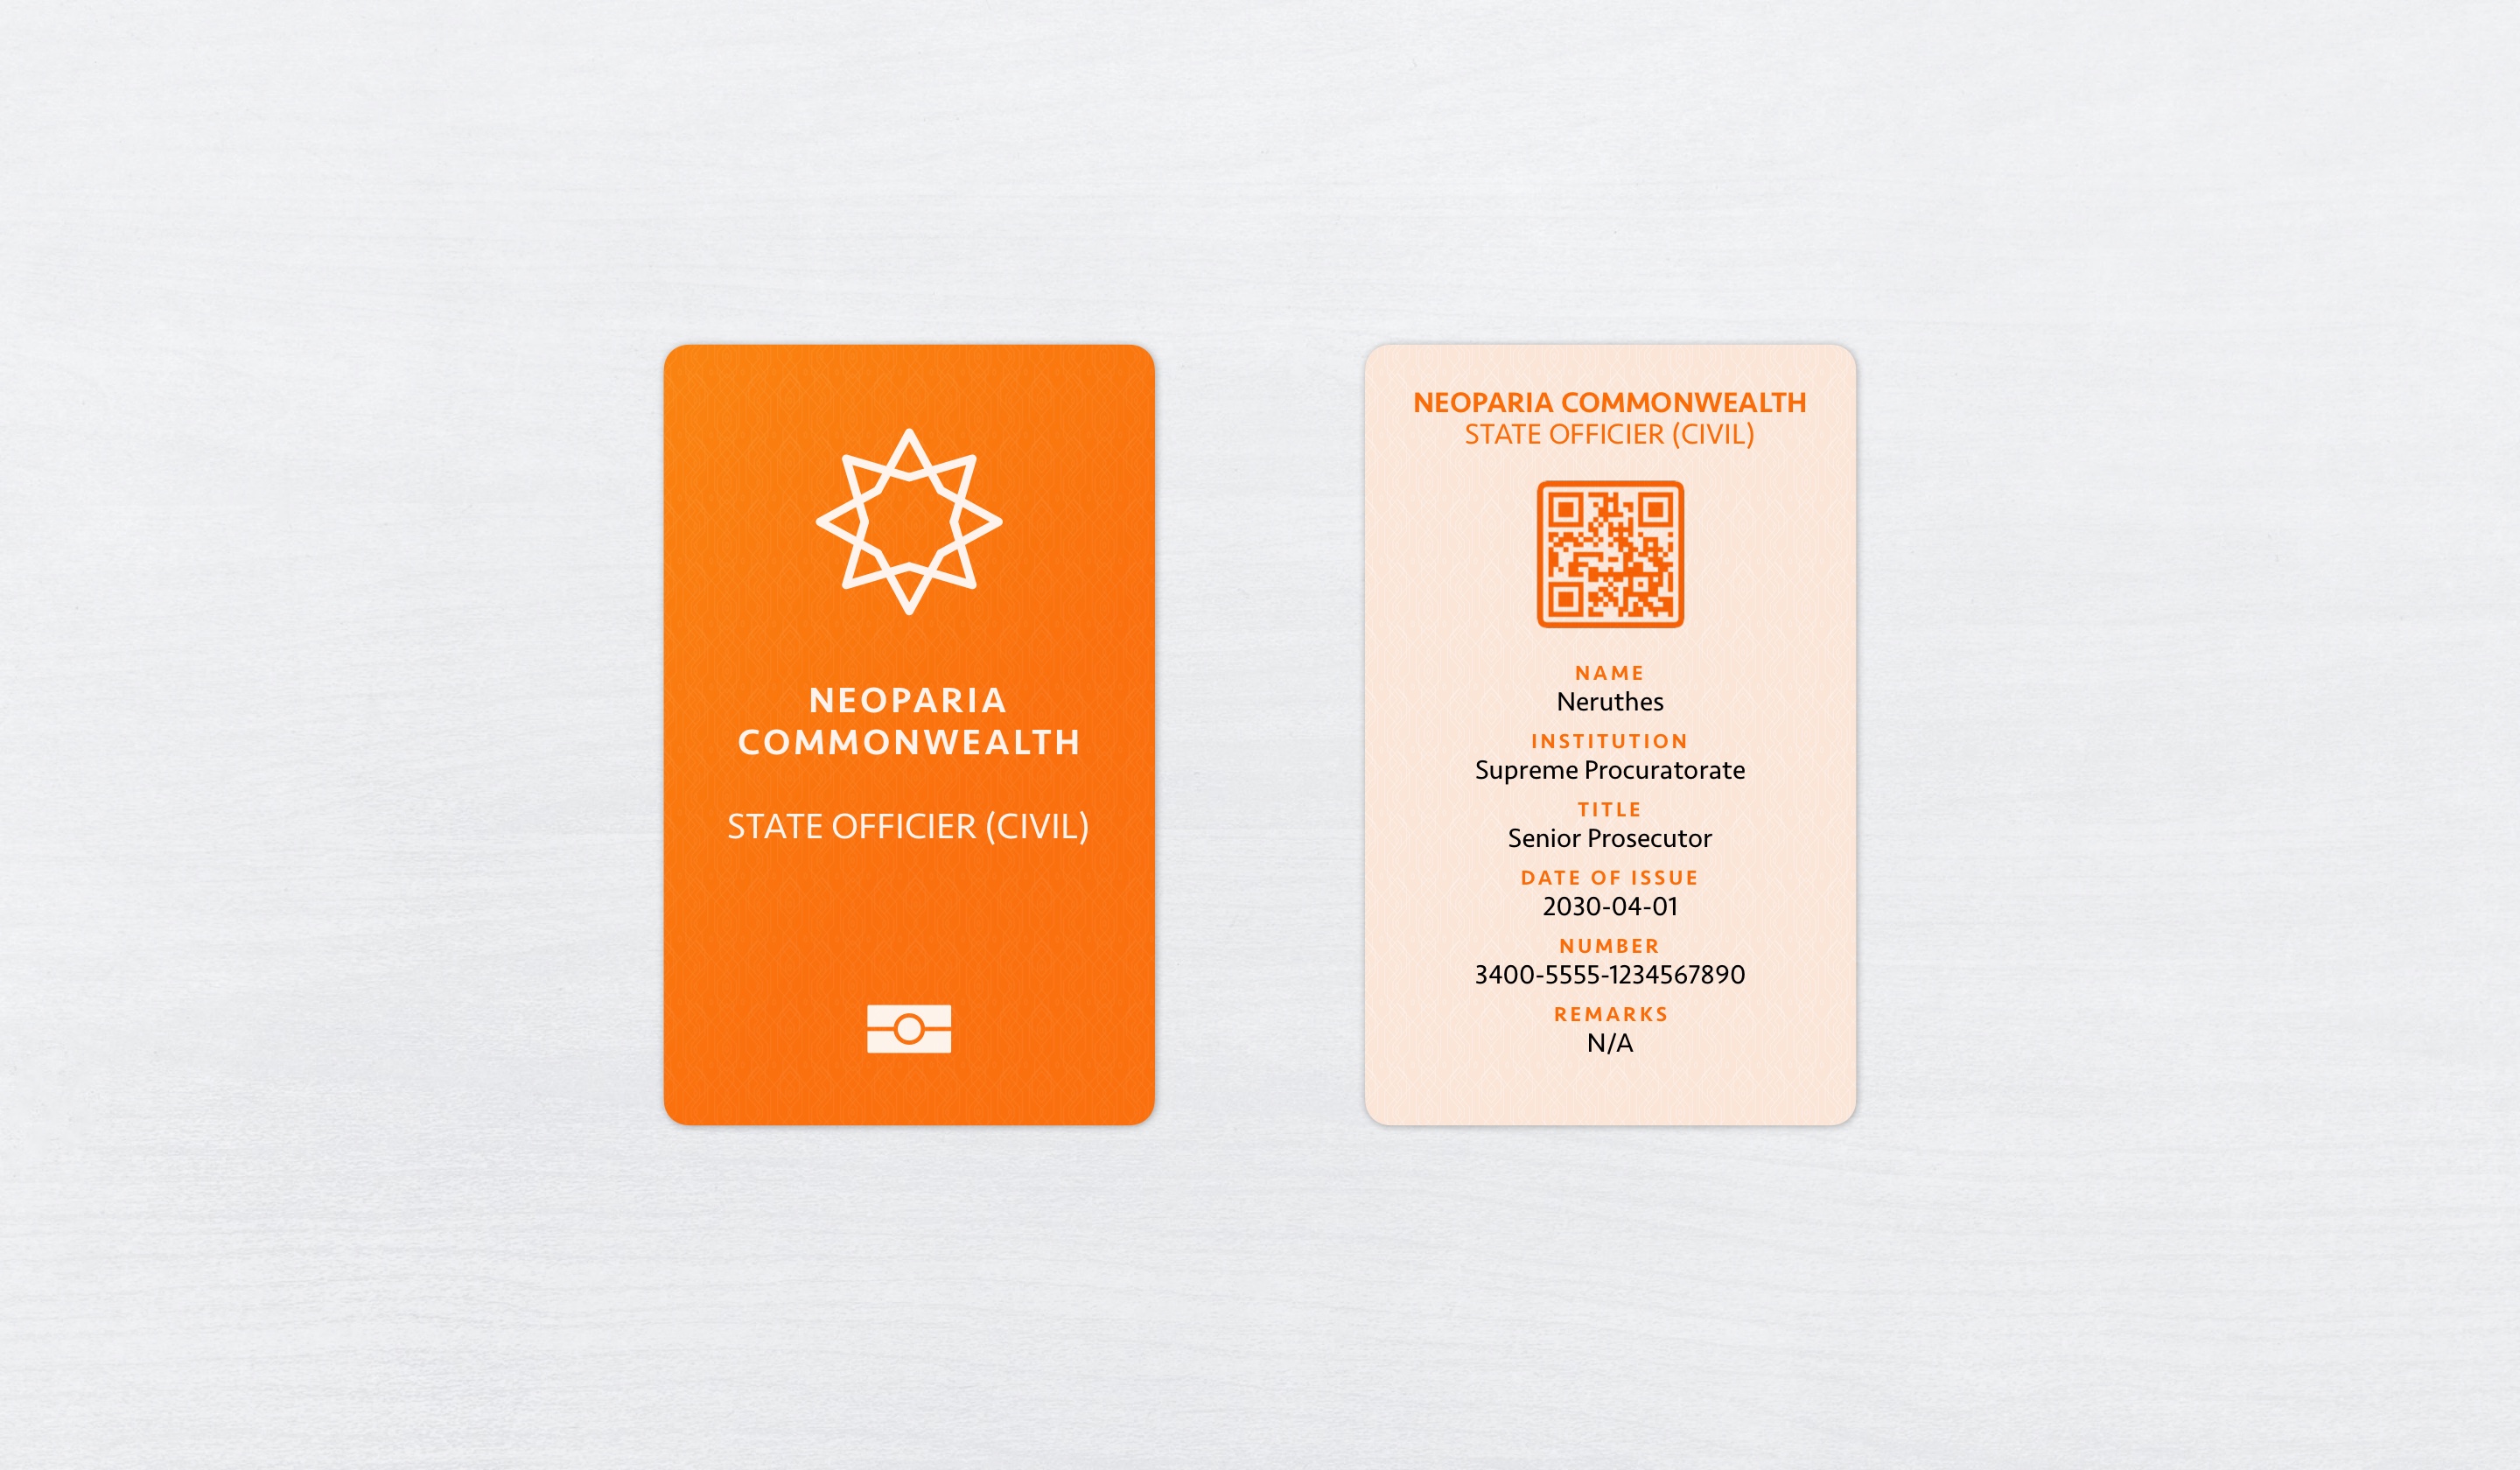 NEOPARIA
COMMONWEALTH
STATE OFFICIER (CIVIL)
NEOPARIA COMMONWEALTH
STATE OFFICIER (CIVIL)
NAME
Neruthes
INSTITUTION
Supreme Procuratorate
TITLE
Senior Prosecutor
DATE OF ISSUE
2030-04-01
NUMBER
3400-5555-1234567890
REMARKS
N/A